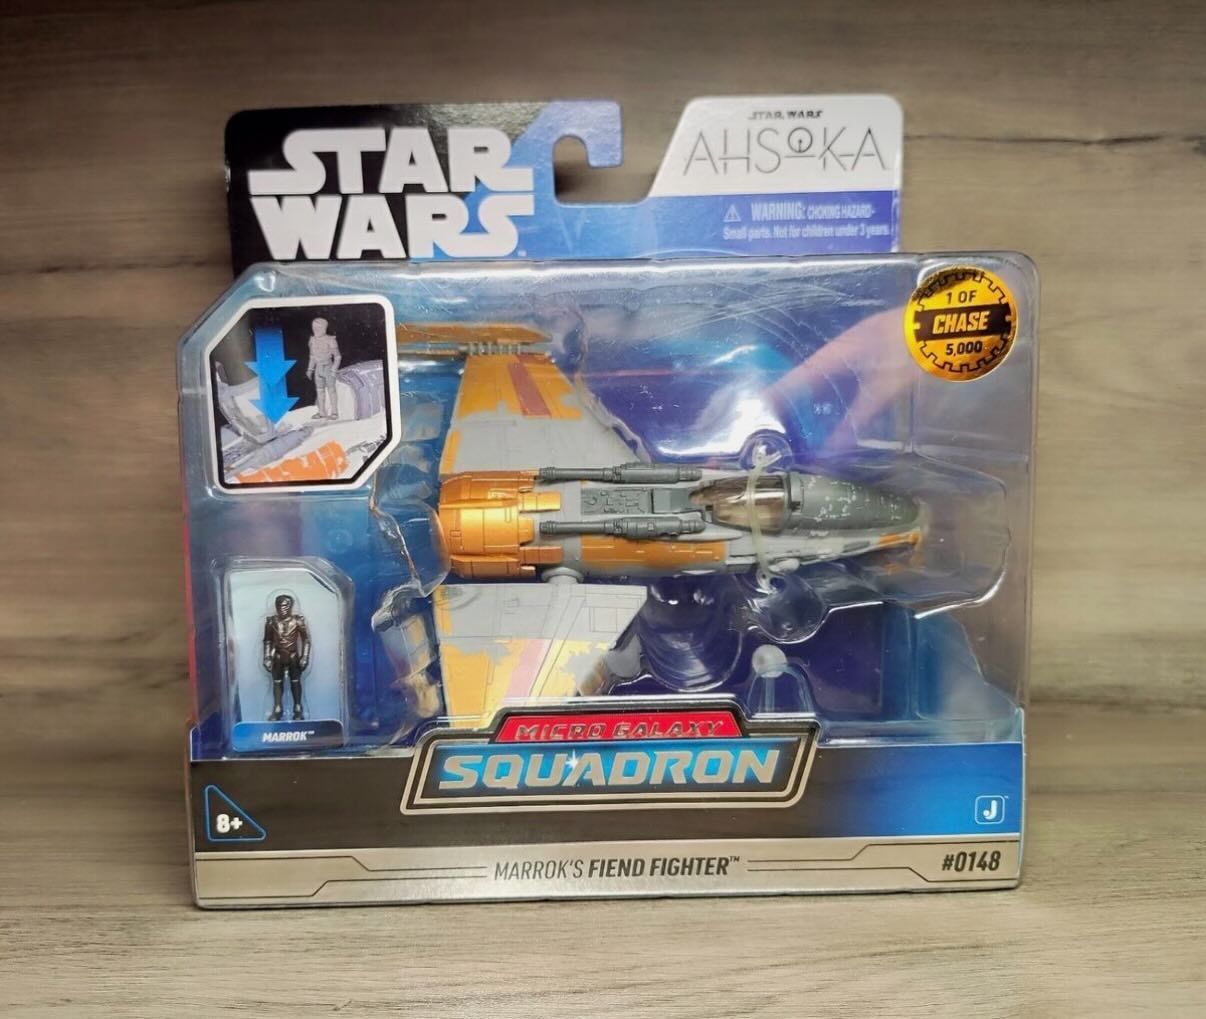 STAR
WARS
STAR WARS
AHSOKA
⚠ WARNING: CHOKING HAZARD-
Small parts. Not for children under 3 years.
1 OF
CHASE
5,000
MARROK™
MICRO GALAXY
SQUADRON
8+
J
MARROK'S FIEND FIGHTER™
#0148